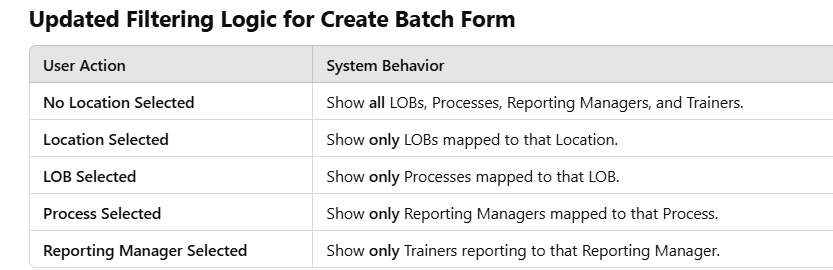 Updated Filtering Logic for Create Batch Form
User Action System Behavior
No Location Selected Show all LOBs, Processes, Reporting Managers, and Trainers.
Location Selected Show only LOBs mapped to that Location.
LOB Selected Show only Processes mapped to that LOB.
Process Selected Show only Reporting Managers mapped to that Process.
Reporting Manager Selected Show only Trainers reporting to that Reporting Manager.